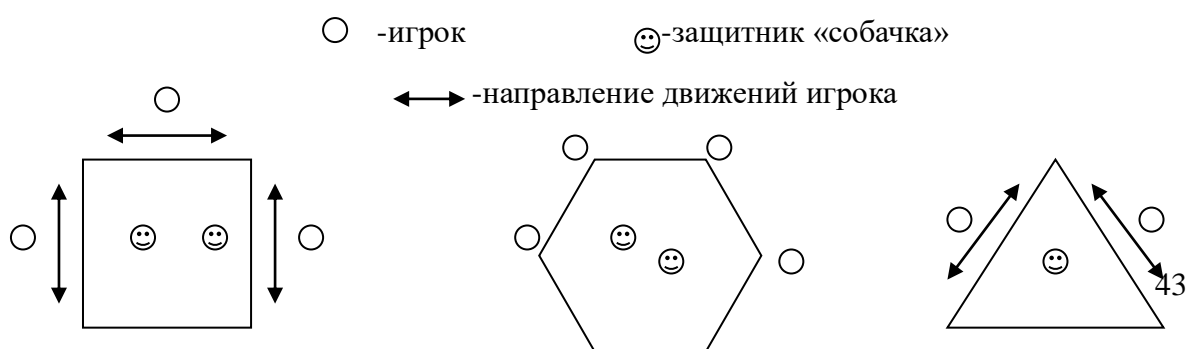 -игрок -защитник «собачка»
-направление движений игрока
43